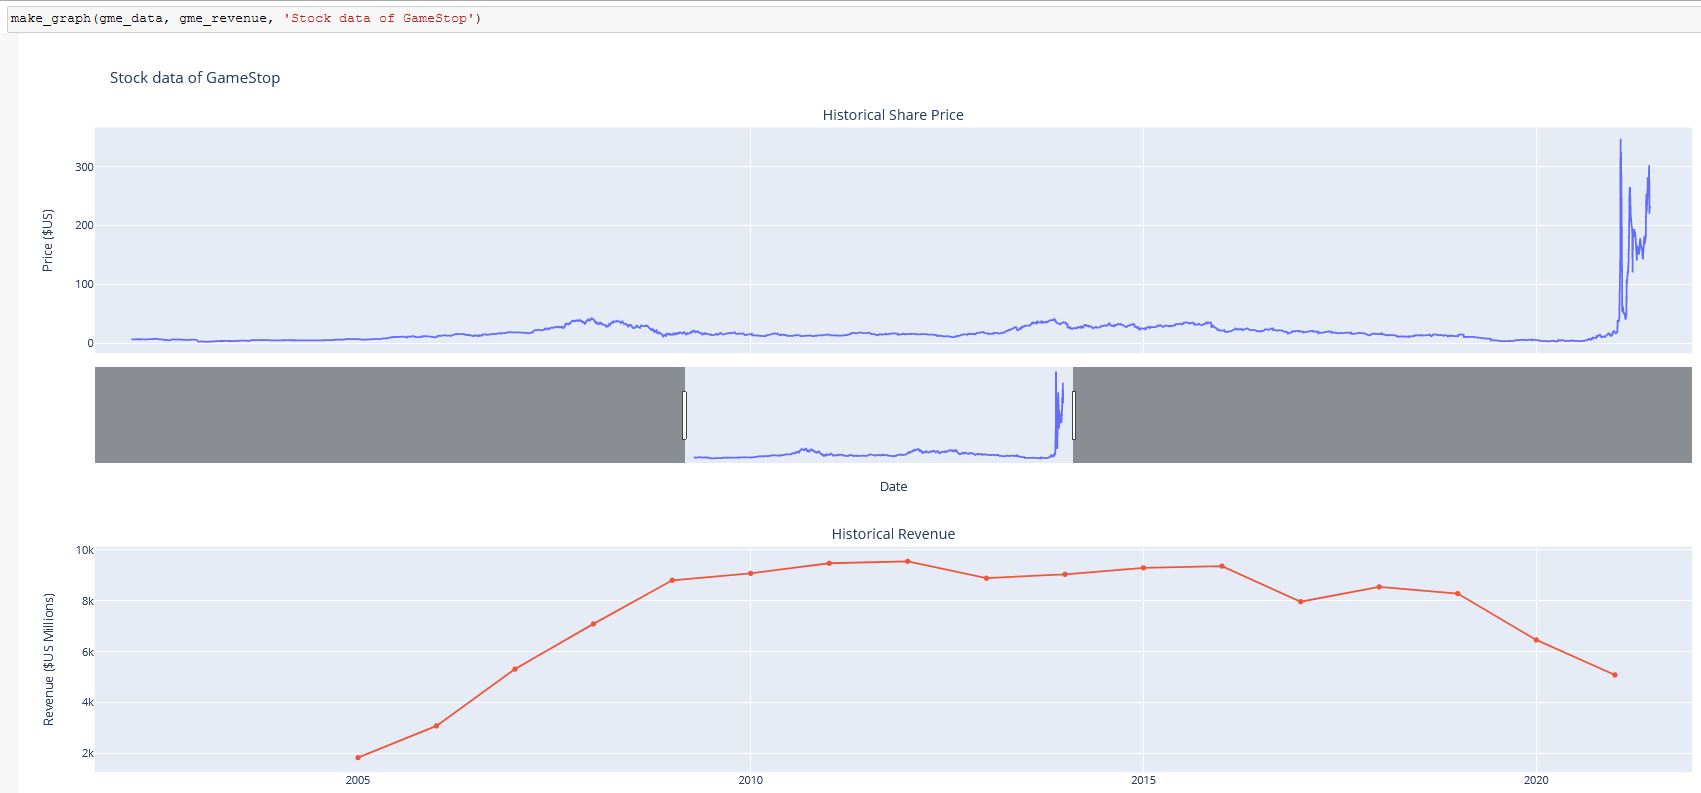 make_graph(gme_data, gme_revenue, 'Stock data of GameStop')
Stock data of GameStop
Historical Share Price
Price ($US)
300
200
100
0
Date
Historical Revenue
Revenue ($US Millions)
10k
8k
6k
4k
2k
2005
2010
2015
2020